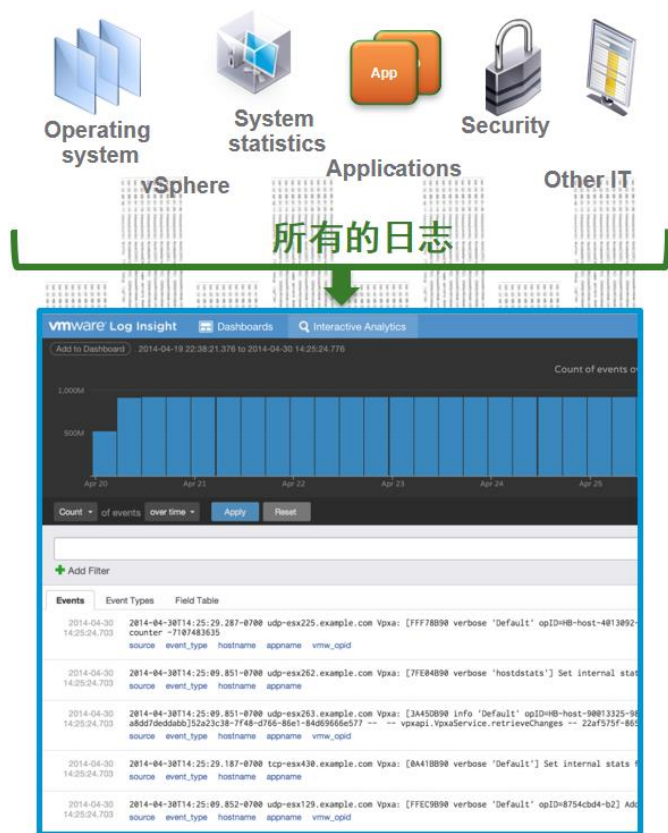 App
Operating system
System statistics
Security
vSphere
Applications
Other IT
所有的日志
vmware Log Insight Dashboards Interactive Analytics
Add to Dashboard 2014-04-19 22:38:21.376 to 2014-04-30 14:25:24.776
Count of events
1,000M
500M
Apr 20 Apr 21 Apr 22 Apr 23 Apr 24 Apr 25
Count of events over time Apply Reset
Add Filter
Events Event Types Field Table
2014-04-30 14:25:24.703
2014-04-30T14:25:29.287-0700 udp-esx225.example.com Vpxa: [FFF78B90 verbose 'Default' opID=HB-host-4013092-
counter -7107483635
source event_type hostname appname vmw_opid
2014-04-30 14:25:24.703
2014-04-30T14:25:09.851-0700 udp-esx262.example.com Vpxa: [7FE04B90 verbose 'hostdstats'] Set internal stat
source event_type hostname appname
2014-04-30 14:25:24.703
2014-04-30T14:25:09.851-0700 udp-esx263.example.com Vpxa: [3A45DB90 info 'Default' opID=HB-host-90013325-98
a8dd7deddabb]52a23c38-7f48-d766-86e1-84d69666e577 -- -- vpxapi.VpxaService.retrieveChanges -- 22af575f-865
source event_type hostname appname vmw_opid
2014-04-30 14:25:24.703
2014-04-30T14:25:29.187-0700 tcp-esx430.example.com Vpxa: [0A41BB90 verbose 'Default'] Set internal stats
source event_type hostname appname
2014-04-30 14:25:24.703
2014-04-30T14:25:09.852-0700 udp-esx129.example.com Vpxa: [FFEC9B90 verbose 'Default' opID=8754cbd4-b2] Add
source event_type hostname appname vmw_opid